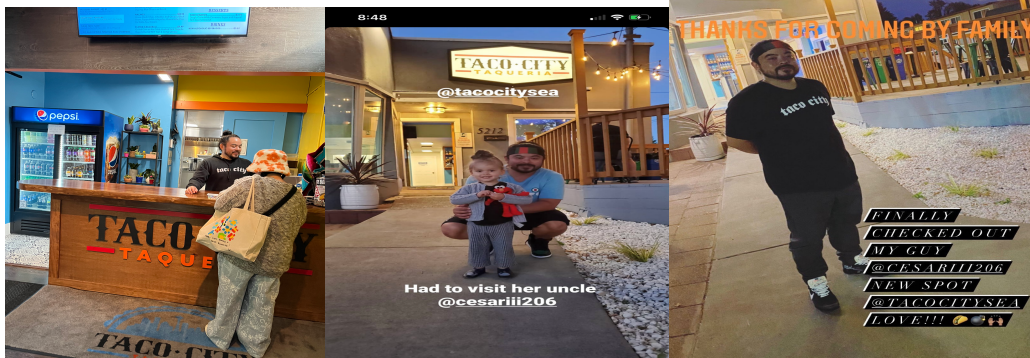 pepsi
taco city
TACO
TAQUE
TACO·CITY
8:48
TACO·CITY
TAQUERIA
@tacocitysea
5212
Had to visit her uncle
@cesariii206
THANKS FOR COMING BY FAMILY
taco city
FINALLY
CHECKED OUT
MY GUY
@CESARIII206
NEW SPOT
@TACOCITYSEA
LOVE!!! 🌮